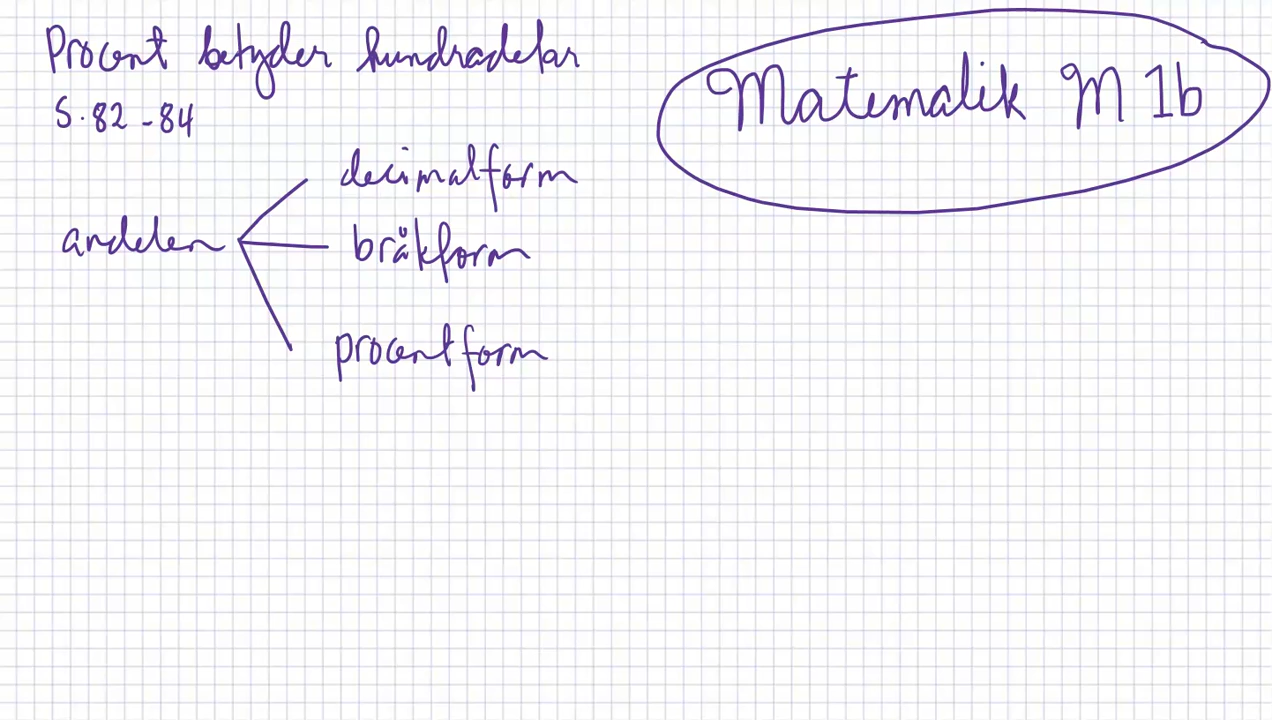 Procent betyder hundradelar
S. 82 - 84
Matematik M 1b
andelen
decimalform
bråkform
procentform